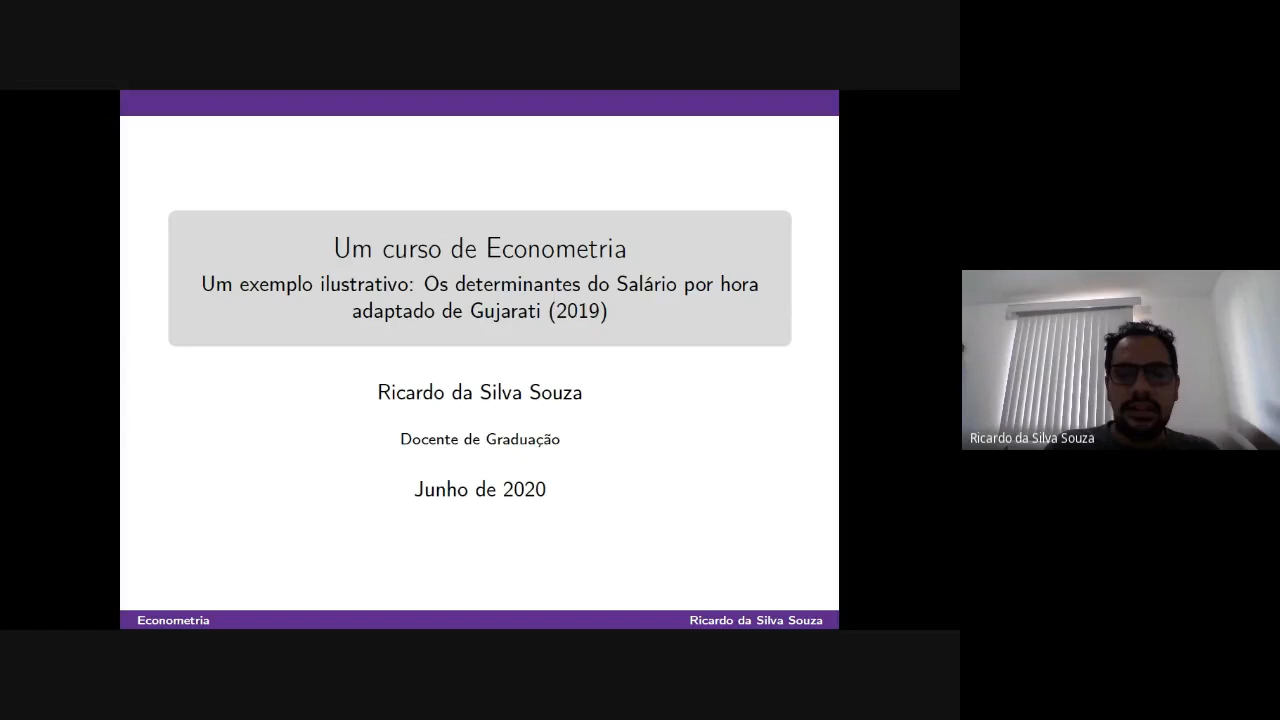 Um curso de Econometria
Um exemplo ilustrativo: Os determinantes do Salário por hora
adaptado de Gujarati (2019)
Ricardo da Silva Souza
Docente de Graduação
Junho de 2020
Econometria
Ricardo da Silva Souza
Ricardo da Silva Souza